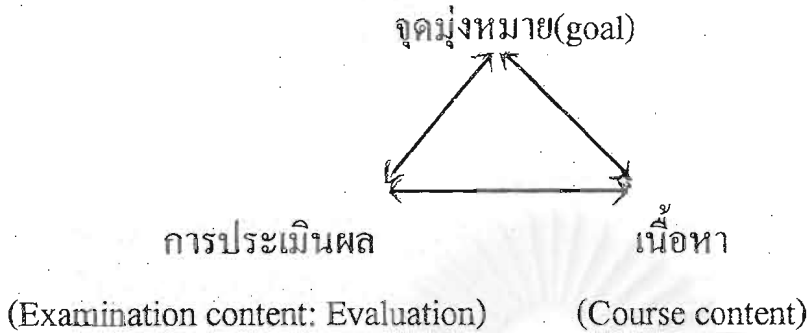 จุดมุ่งหมาย(goal)
การประเมินผล เนื้อหา
(Examination content: Evaluation) (Course content)